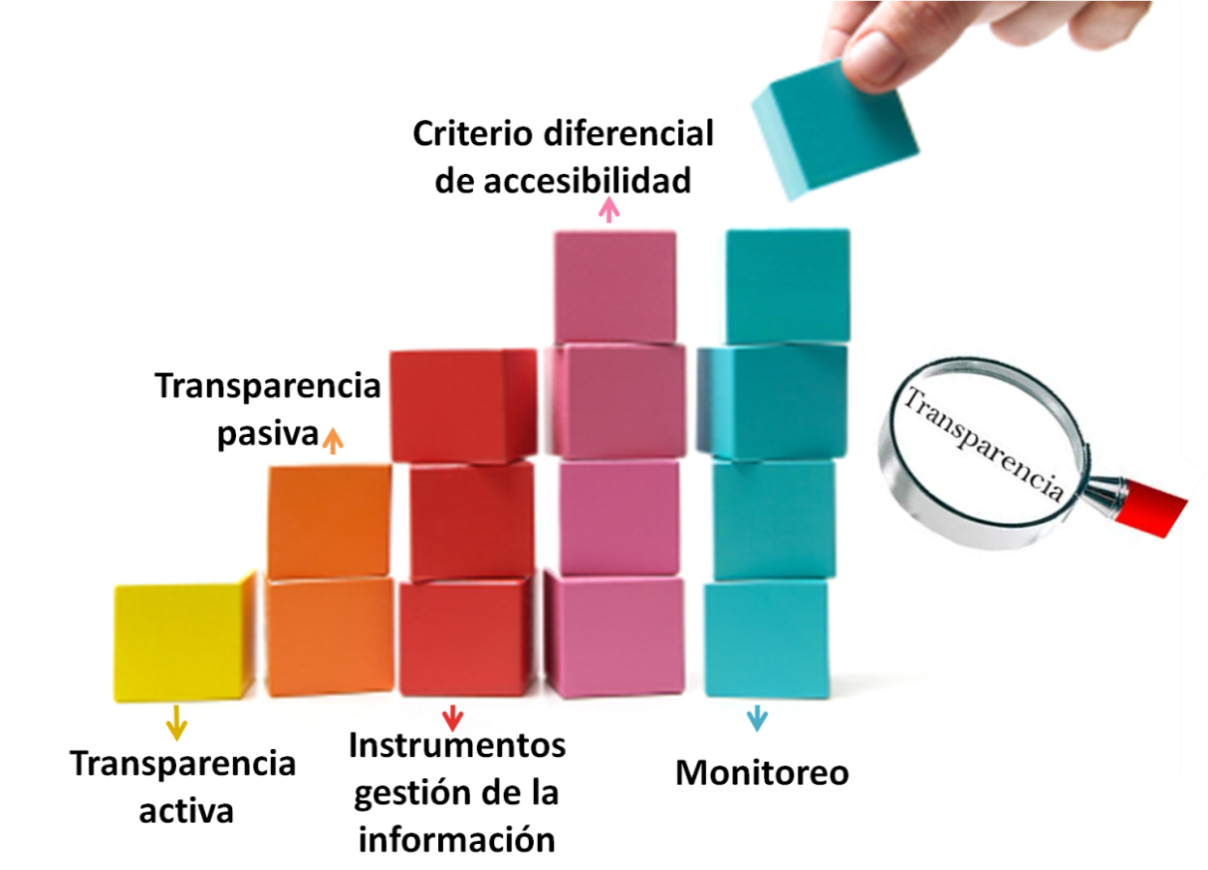 Criterio diferencial
de accesibilidad
Transparencia
pasiva
Transparencia
Transparencia
activa
Instrumentos
gestión de la
información
Monitoreo